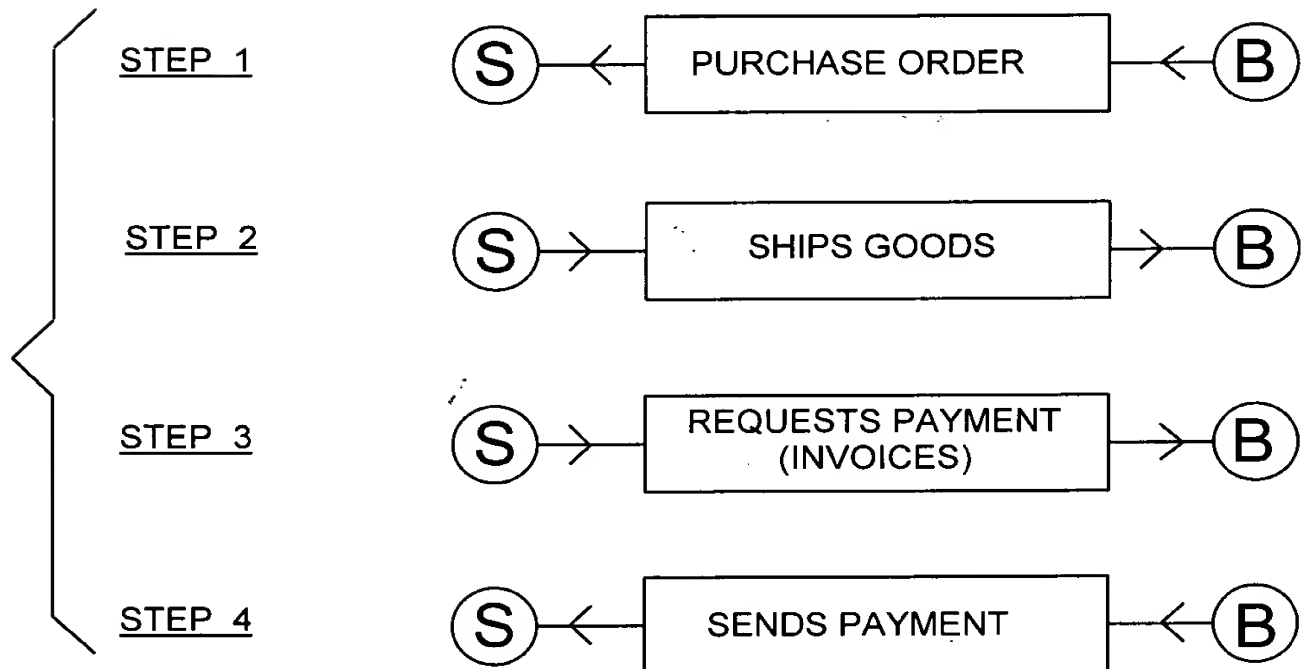 STEP 1 S PURCHASE ORDER B
STEP 2 S SHIPS GOODS B
STEP 3 S REQUESTS PAYMENT B
(INVOICES)
STEP 4 S SENDS PAYMENT B